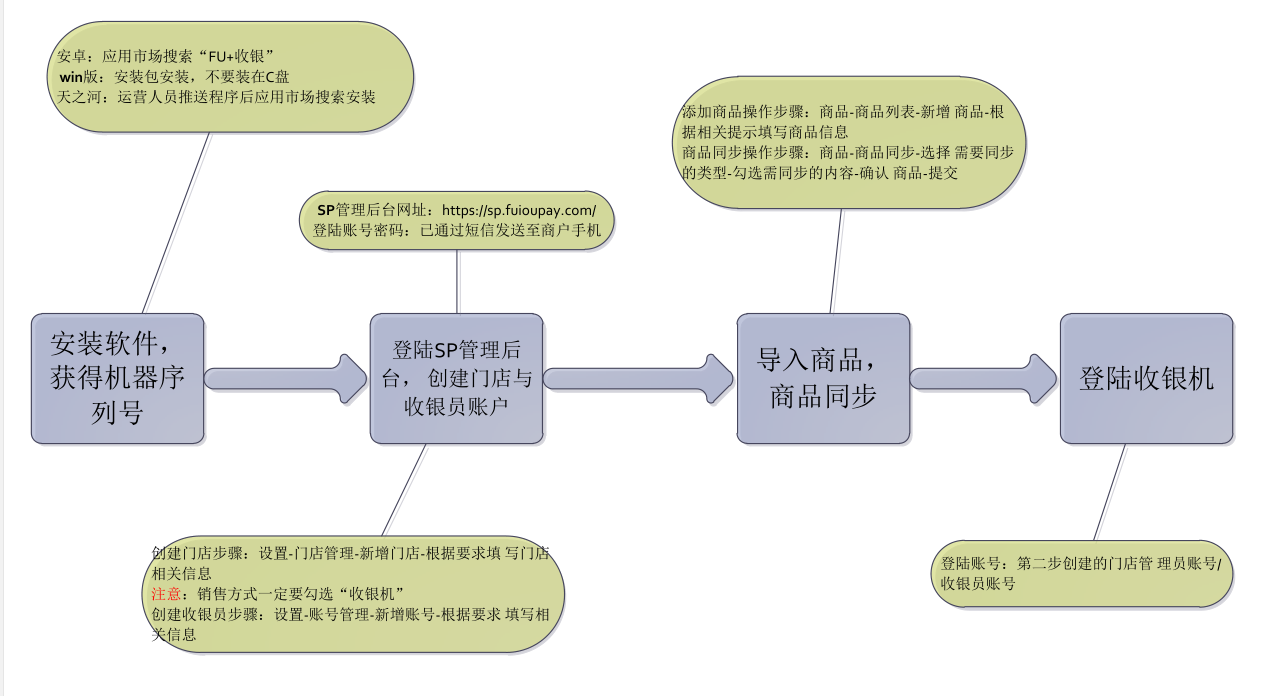 安卓：应用市场搜索“FU+收银”
win版：安装包安装，不要装在C盘
天之河：运营人员推送程序后应用市场搜索安装
添加商品操作步骤：商品-商品列表-新增 商品-根
据相关提示填写商品信息
商品同步操作步骤：商品-商品同步-选择 需要同步
的类型-勾选需同步的内容-确认 商品-提交
SP管理后台网址：https://sp.fuioupay.com/
登陆账号密码：已通过短信发送至商户手机
安装软件，
获得机器序
列号
登陆SP管理后
台， 创建门店与
收银员账户
导入商品，
商品同步
登陆收银机
创建门店步骤：设置-门店管理-新增门店-根据要求填 写门店
相关信息
注意：销售方式一定要勾选“收银机”
创建收银员步骤：设置-账号管理-新增账号-根据要求 填写相
关信息
登陆账号：第二步创建的门店管 理员账号/
收银员账号